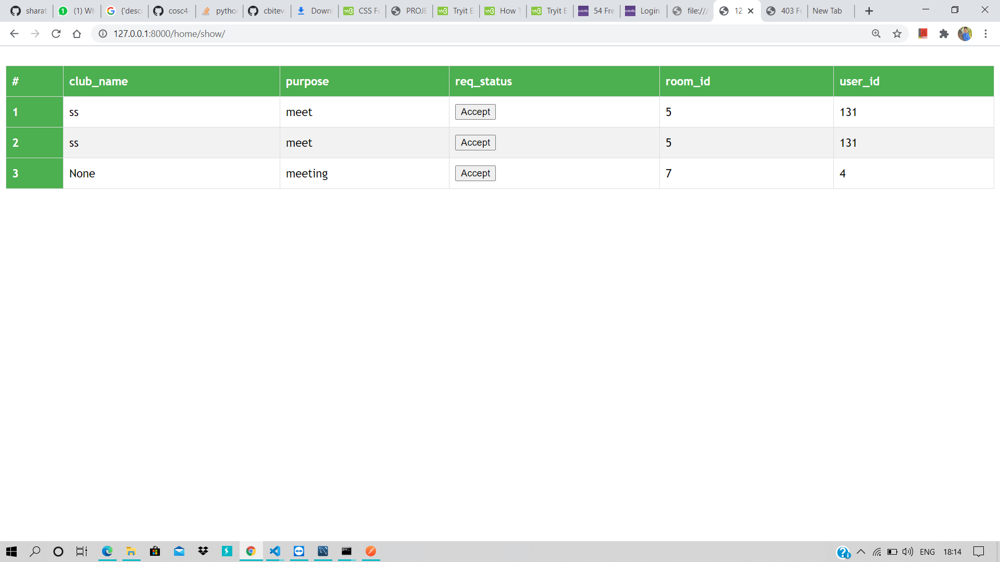 sharat (1) Wh {'descr cosc4- pytho cbitev Downl CSS Fo PROJE Tryit E How T Tryit E 54 Fre Login file:/// 12 403 Fo New Tab
127.0.0.1:8000/home/show/
# club_name purpose req_status room_id user_id
1 ss meet Accept 5 131
2 ss meet Accept 5 131
3 None meeting Accept 7 4
ENG 18:14